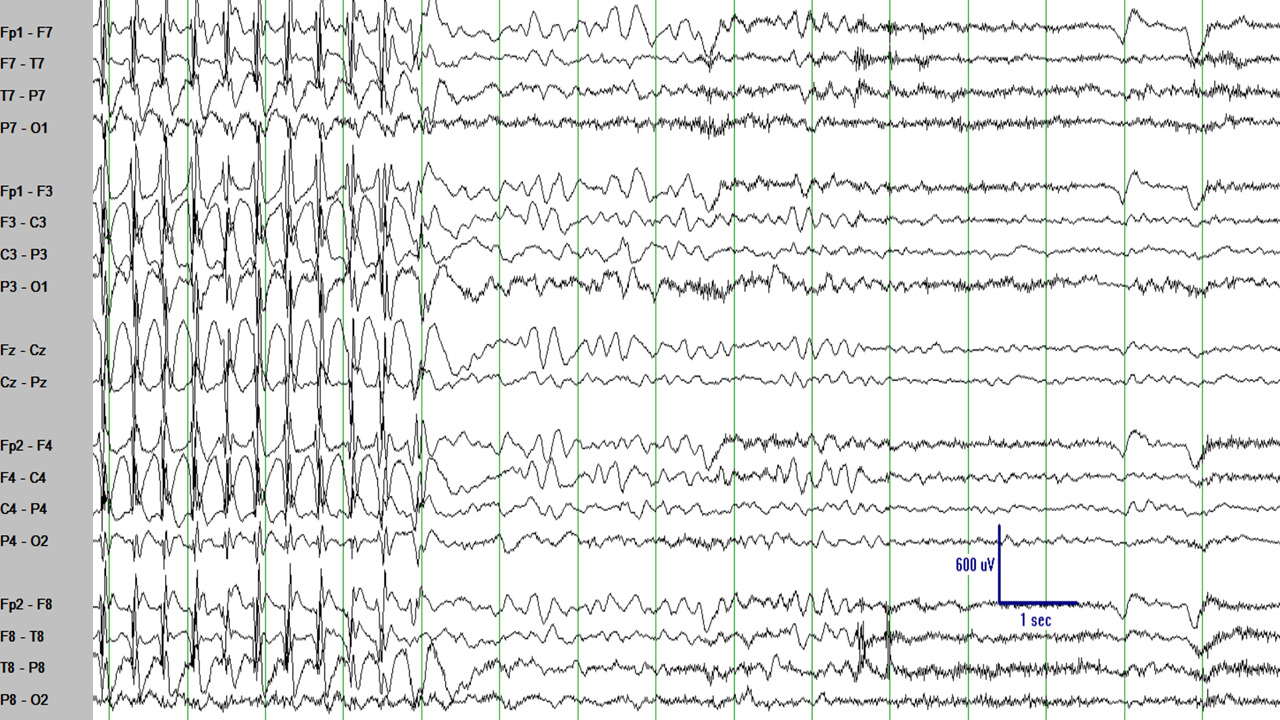 Fp1 - F7
F7 - T7
T7 - P7
P7 - O1
Fp1 - F3
F3 - C3
C3 - P3
P3 - O1
Fz - Cz
Cz - Pz
Fp2 - F4
F4 - C4
C4 - P4
P4 - O2
600 uV
Fp2 - F8
1 sec
F8 - T8
T8 - P8
P8 - O2